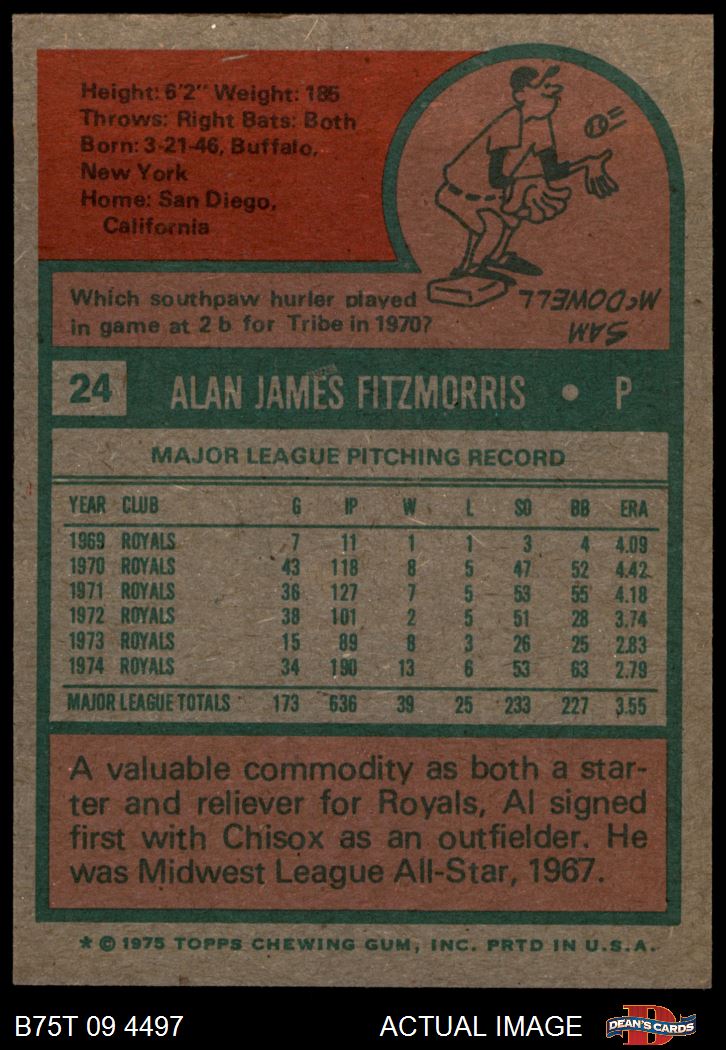 Height: 6'2" Weight: 185
Throws: Right Bats: Both
Born: 3-21-46, Buffalo,
New York
Home: San Diego,
California
Which southpaw hurler played
in game at 2 b for Tribe in 1970?
SAM
McDOWELL
24 ALAN JAMES FITZMORRIS • P
MAJOR LEAGUE PITCHING RECORD
YEAR CLUB G IP W L SO BB ERA
1969 ROYALS 7 11 1 1 3 4 4.09
1970 ROYALS 43 118 8 5 47 52 4.42
1971 ROYALS 36 127 7 5 53 55 4.18
1972 ROYALS 38 101 2 5 51 28 3.74
1973 ROYALS 15 89 8 3 26 25 2.83
1974 ROYALS 34 190 13 6 53 63 2.79
MAJOR LEAGUE TOTALS 173 636 39 25 233 227 3.55
A valuable commodity as both a star-
ter and reliever for Royals, Al signed
first with Chisox as an outfielder. He
was Midwest League All-Star, 1967.
* © 1975 TOPPS CHEWING GUM, INC. PRTD IN U.S.A.
B75T 09 4497 ACTUAL IMAGE D DEAN'S CARDS